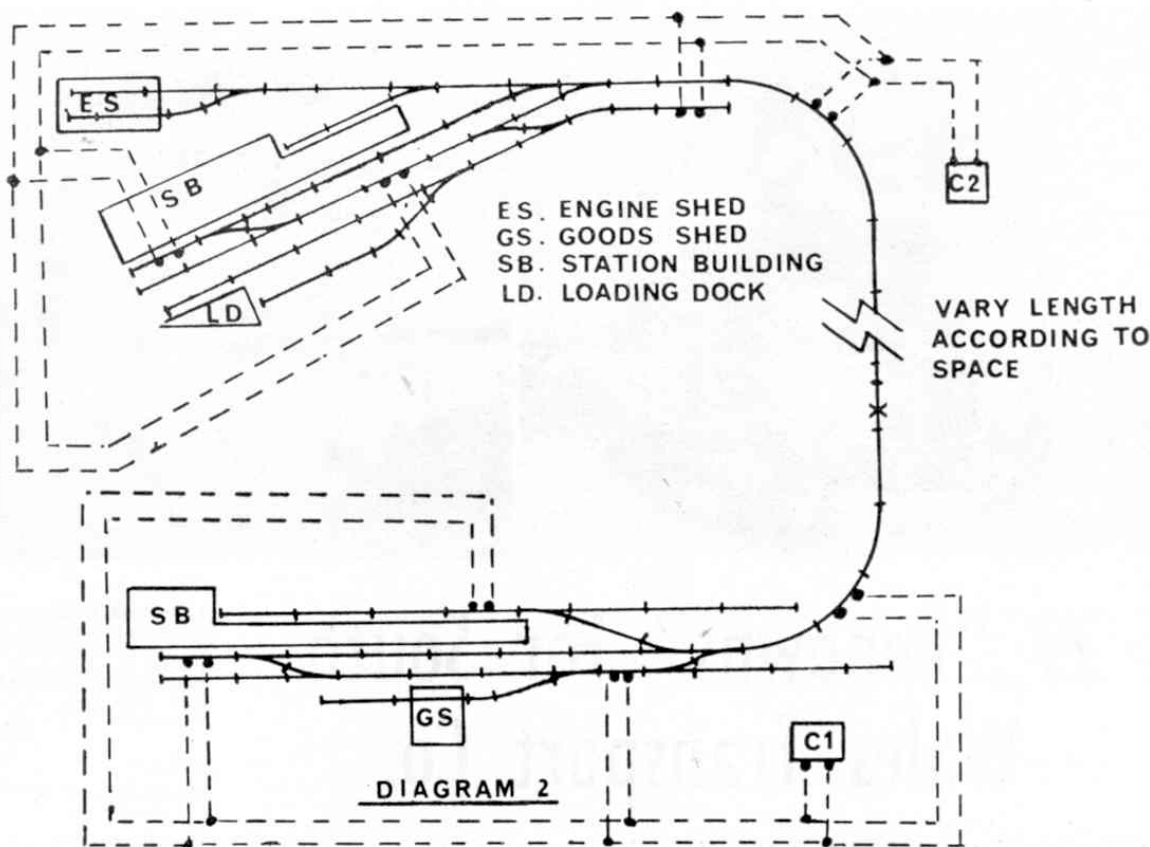 ES
SB
C2
ES. ENGINE SHED
GS. GOODS SHED
SB. STATION BUILDING
LD. LOADING DOCK
LD
VARY LENGTH
ACCORDING TO
SPACE
SB
GS
C1
DIAGRAM 2